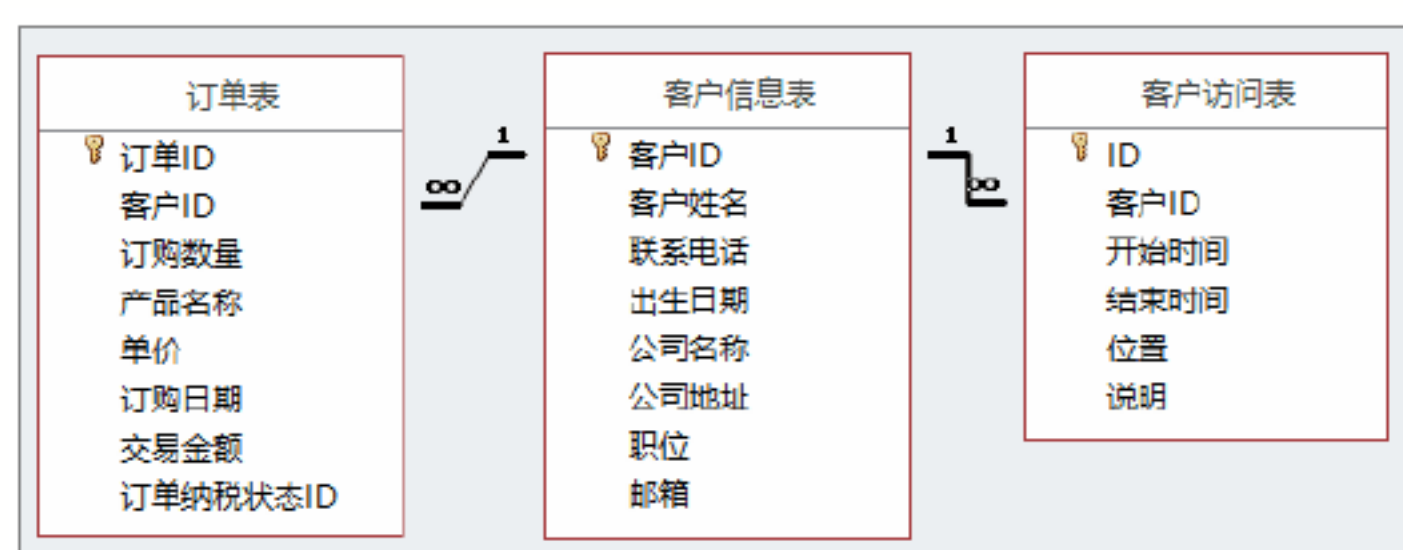 订单表
订单ID
客户ID
订购数量
产品名称
单价
订购日期
交易金额
订单纳税状态ID
∞
1
客户信息表
客户ID
客户姓名
联系电话
出生日期
公司名称
公司地址
职位
邮箱
1
∞
客户访问表
ID
客户ID
开始时间
结束时间
位置
说明